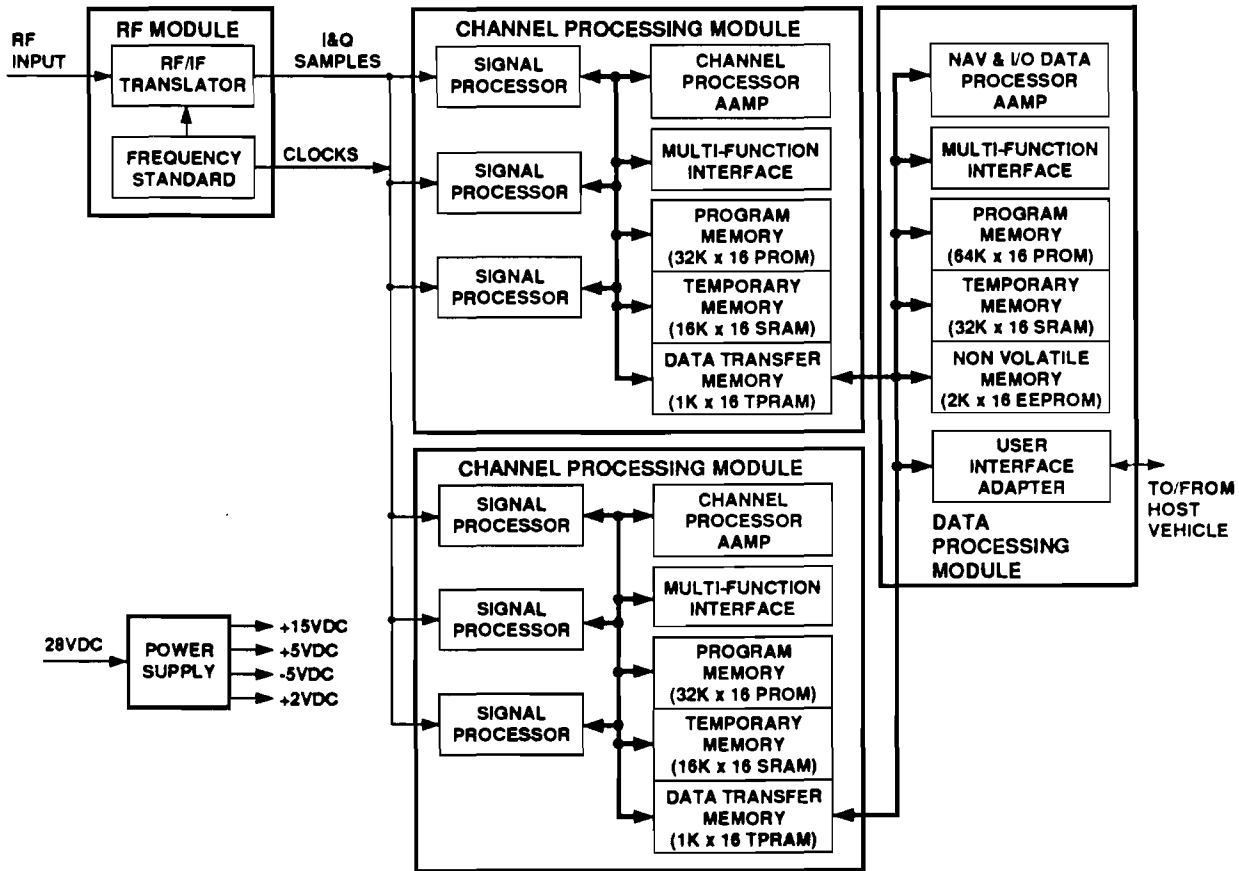 RF MODULE
RF
INPUT
RF/IF
TRANSLATOR
FREQUENCY
STANDARD
I&Q
SAMPLES
CLOCKS
CHANNEL PROCESSING MODULE
SIGNAL
PROCESSOR
SIGNAL
PROCESSOR
SIGNAL
PROCESSOR
CHANNEL
PROCESSOR
AAMP
MULTI-FUNCTION
INTERFACE
PROGRAM
MEMORY
(32K x 16 PROM)
TEMPORARY
MEMORY
(16K x 16 SRAM)
DATA TRANSFER
MEMORY
(1K x 16 TPRAM)
NAV & I/O DATA
PROCESSOR
AAMP
MULTI-FUNCTION
INTERFACE
PROGRAM
MEMORY
(64K x 16 PROM)
TEMPORARY
MEMORY
(32K x 16 SRAM)
NON VOLATILE
MEMORY
(2K x 16 EEPROM)
USER
INTERFACE
ADAPTER
TO/FROM
HOST
VEHICLE
DATA
PROCESSING
MODULE
CHANNEL PROCESSING MODULE
SIGNAL
PROCESSOR
SIGNAL
PROCESSOR
SIGNAL
PROCESSOR
CHANNEL
PROCESSOR
AAMP
MULTI-FUNCTION
INTERFACE
PROGRAM
MEMORY
(32K x 16 PROM)
TEMPORARY
MEMORY
(16K x 16 SRAM)
DATA TRANSFER
MEMORY
(1K x 16 TPRAM)
28VDC
POWER
SUPPLY
+15VDC
+5VDC
-5VDC
+2VDC